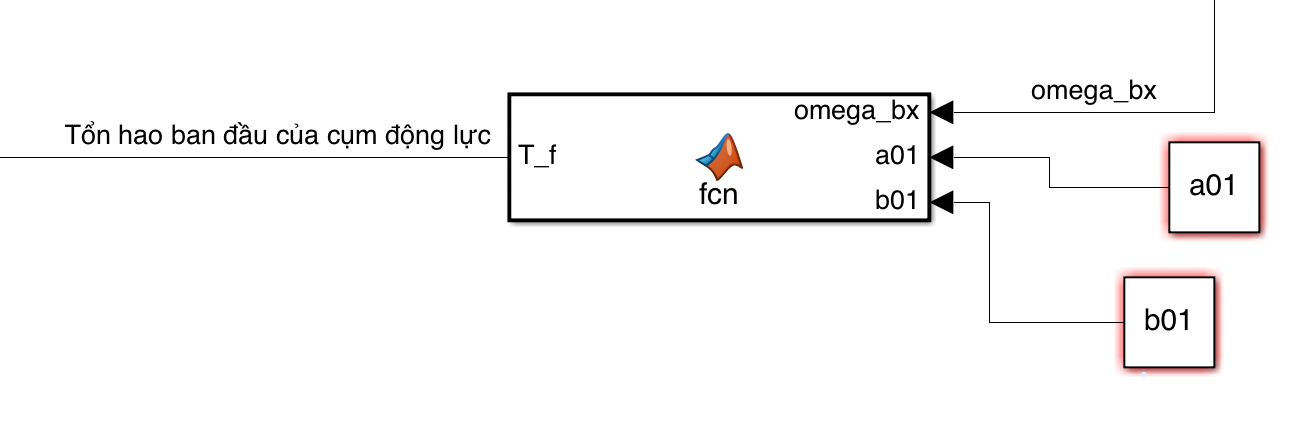 omega_bx
omega_bx
Tổn hao ban đầu của cụm động lực
T_f
a01
a01
fcn
b01
b01